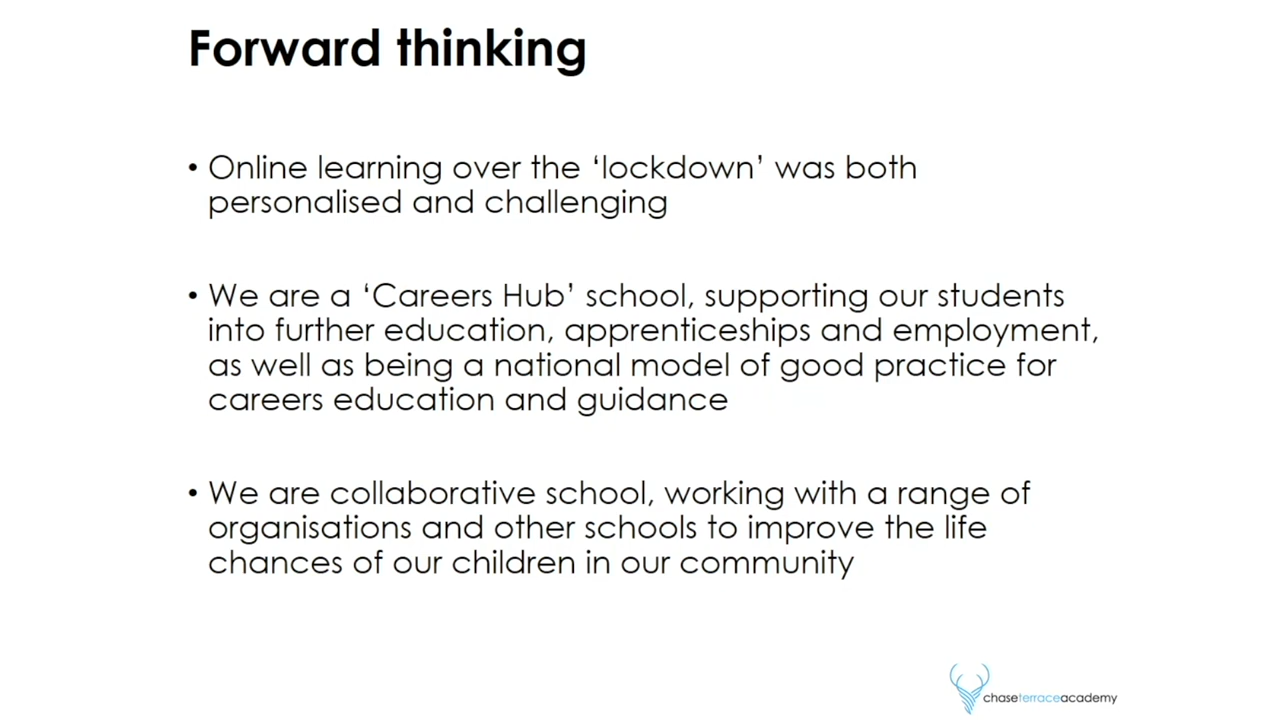 Forward thinking
• Online learning over the ‘lockdown’ was both
personalised and challenging
• We are a ‘Careers Hub’ school, supporting our students
into further education, apprenticeships and employment,
as well as being a national model of good practice for
careers education and guidance
• We are collaborative school, working with a range of
organisations and other schools to improve the life
chances of our children in our community
chaseterraceacademy